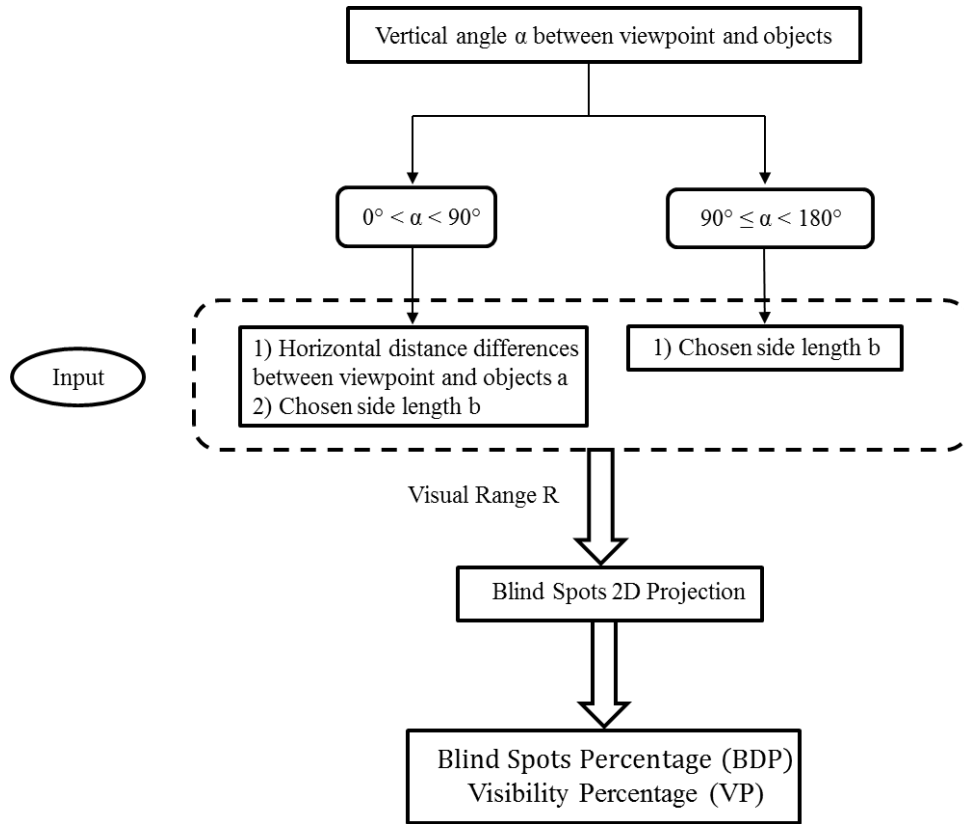 Vertical angle α between viewpoint and objects
0° < α < 90°
90° ≤ α < 180°
1) Horizontal distance differences
between viewpoint and objects a
2) Chosen side length b
1) Chosen side length b
Input
Visual Range R
Blind Spots 2D Projection
Blind Spots Percentage (BDP)
Visibility Percentage (VP)